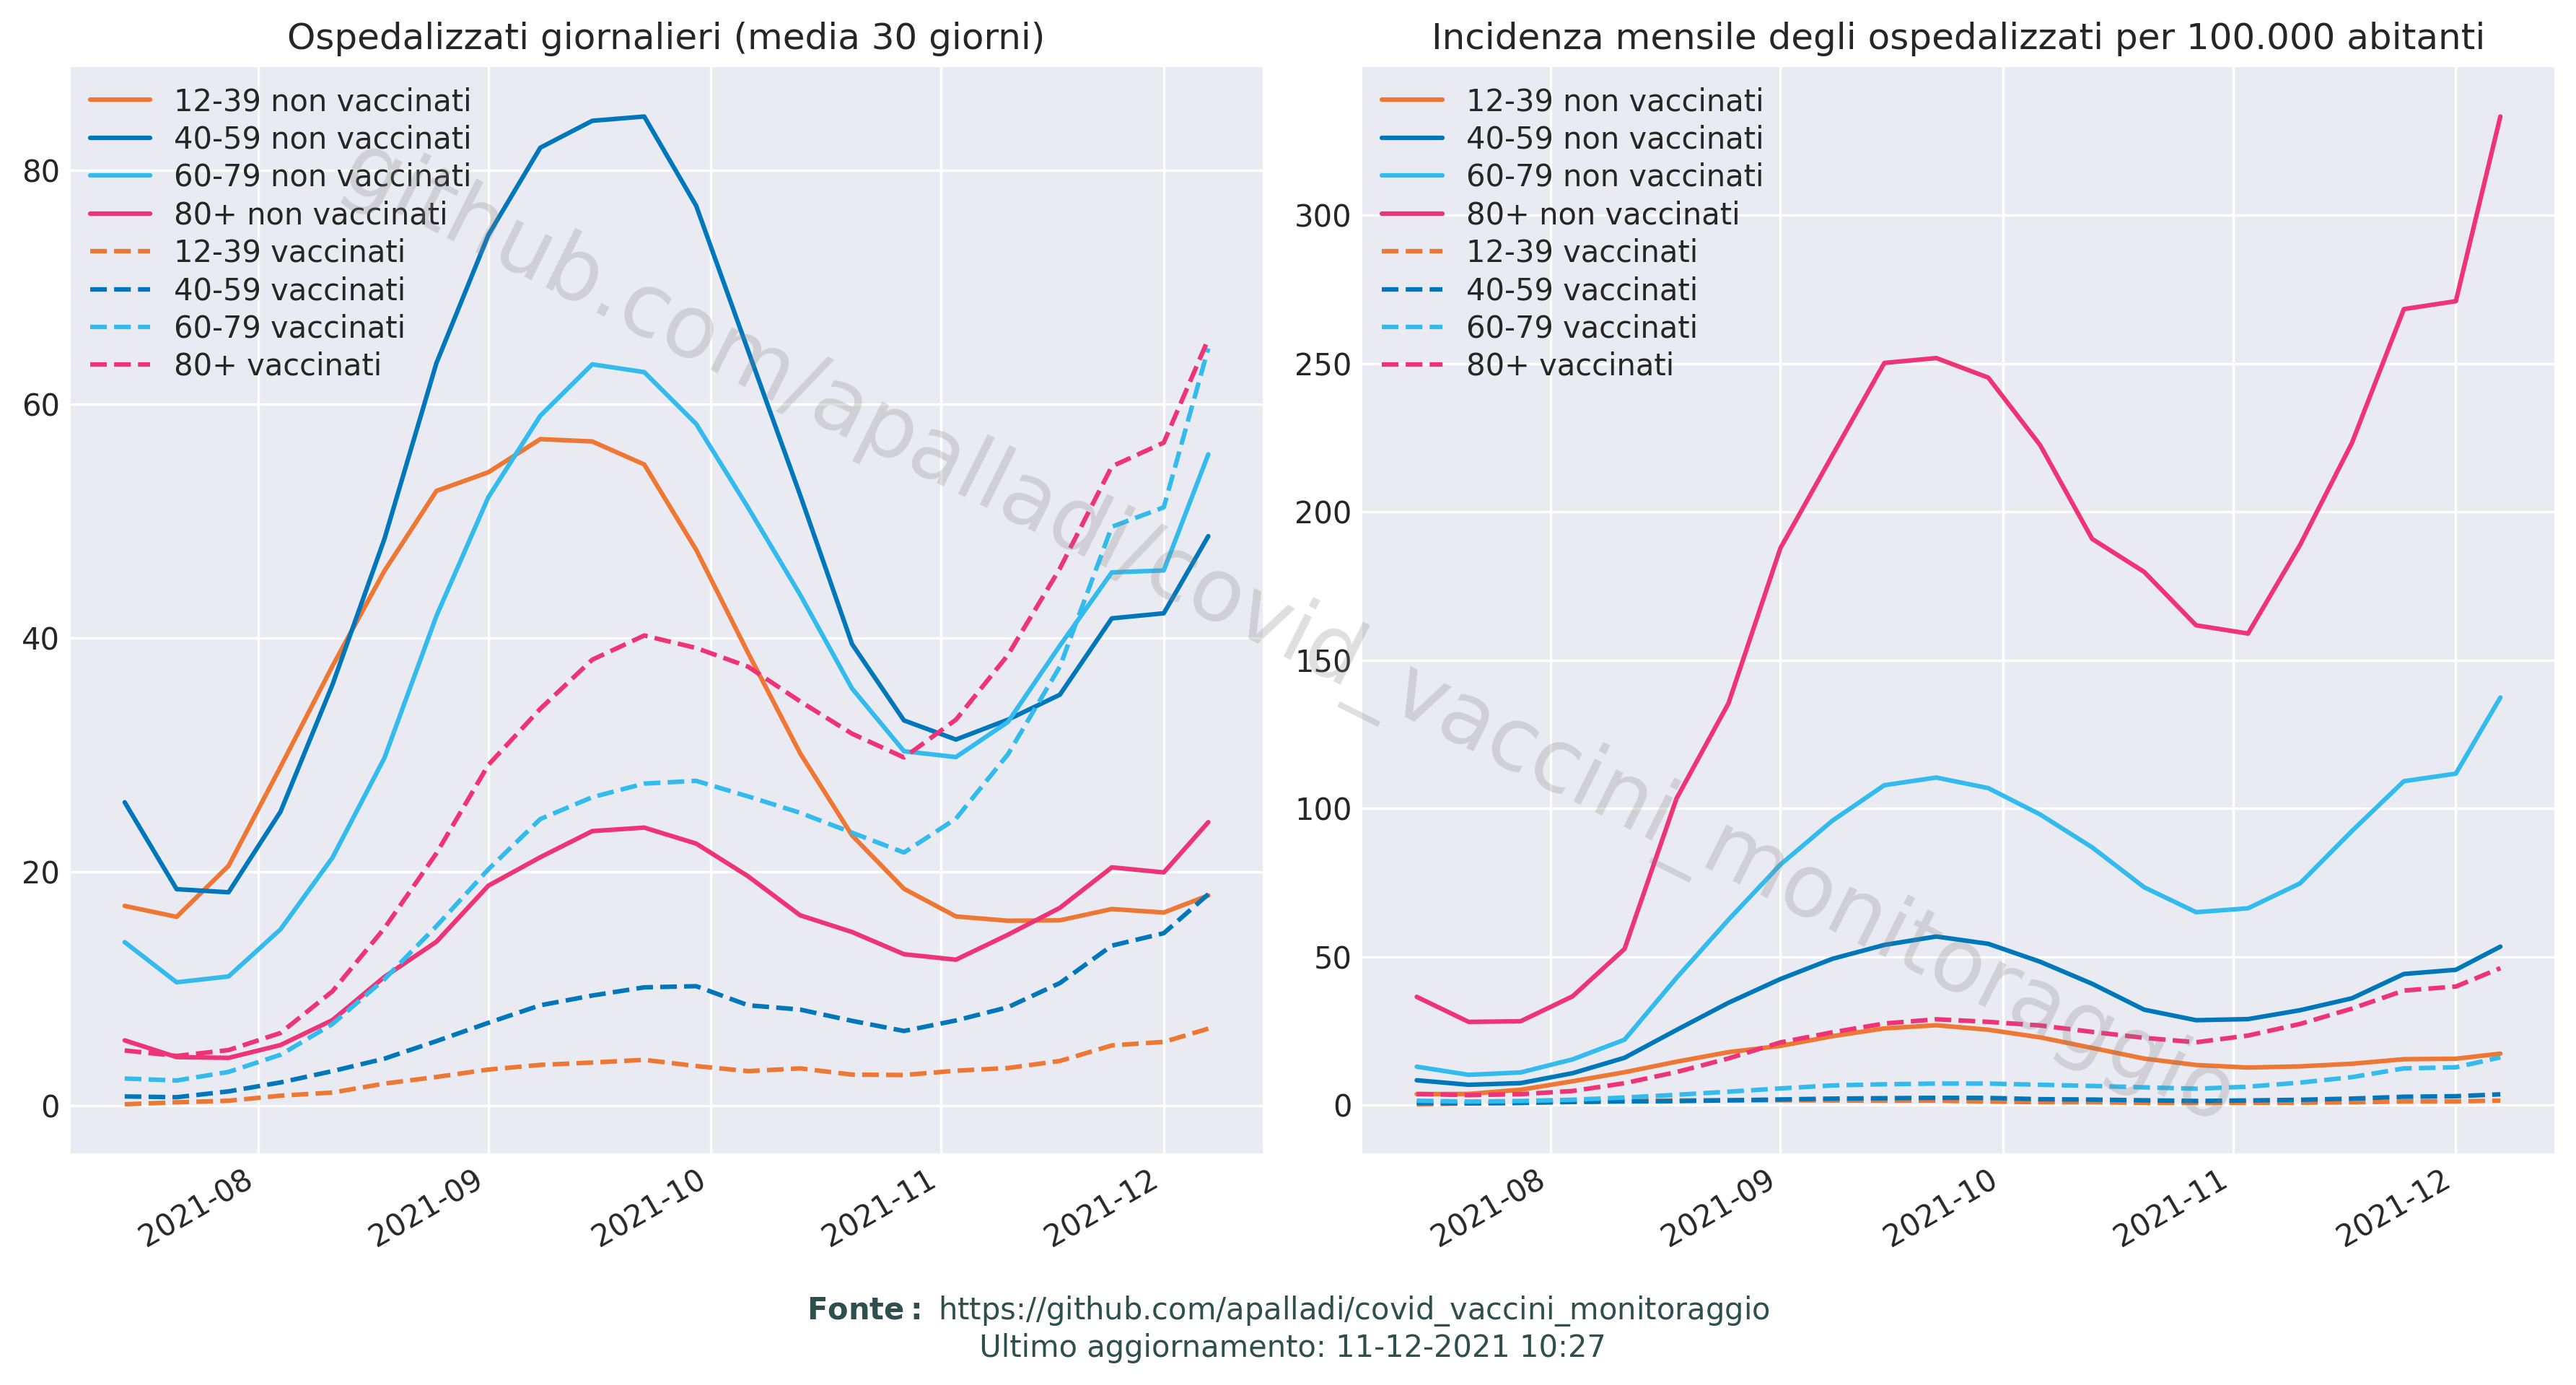 Ospedalizzati giornalieri (media 30 giorni)
12-39 non vaccinati
40-59 non vaccinati
60-79 non vaccinati
80+ non vaccinati
12-39 vaccinati
40-59 vaccinati
60-79 vaccinati
80+ vaccinati
80
60
40
20
0
2021-08
2021-09
2021-10
2021-11
2021-12
Incidenza mensile degli ospedalizzati per 100.000 abitanti
12-39 non vaccinati
40-59 non vaccinati
60-79 non vaccinati
80+ non vaccinati
12-39 vaccinati
40-59 vaccinati
60-79 vaccinati
80+ vaccinati
300
250
200
150
100
50
0
2021-08
2021-09
2021-10
2021-11
2021-12
github.com/apalladi/covid_vaccini_monitoraggio
Fonte: https://github.com/apalladi/covid_vaccini_monitoraggio
Ultimo aggiornamento: 11-12-2021 10:27